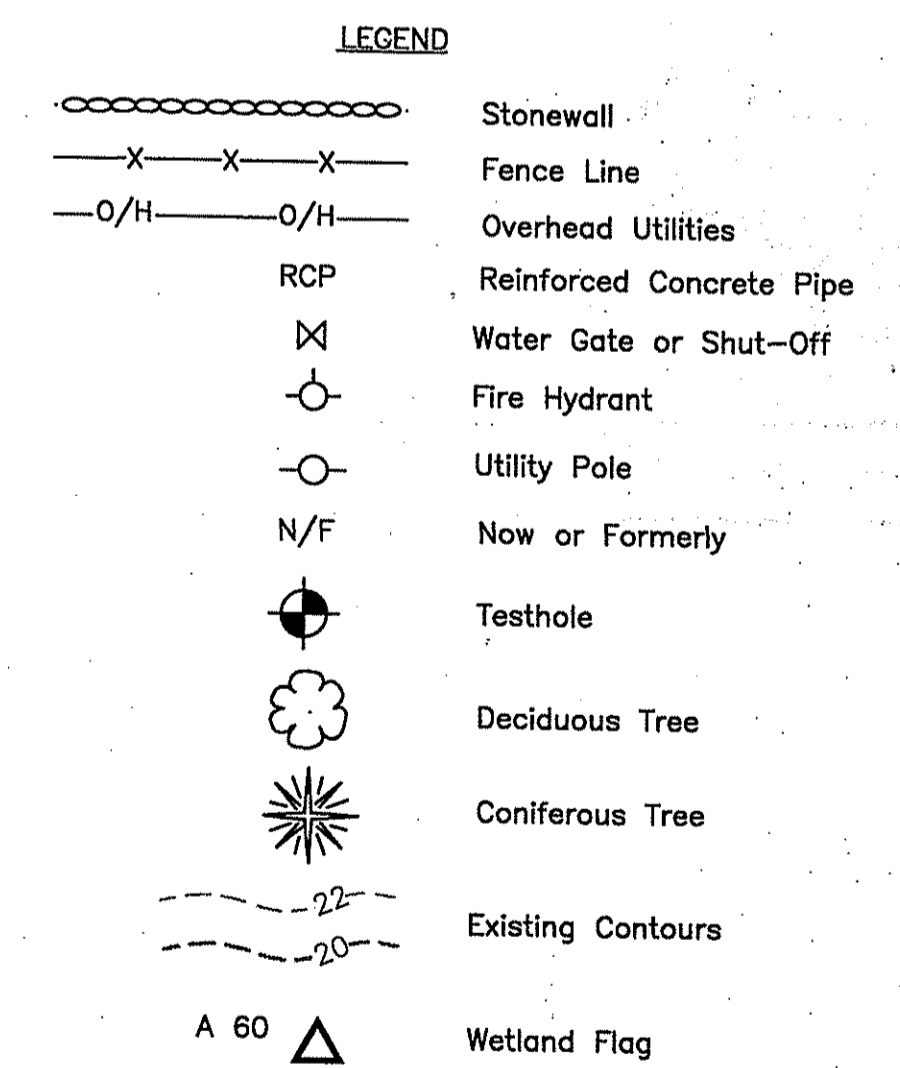 LEGEND
Stonewall
X X X Fence Line
O/H O/H Overhead Utilities
RCP Reinforced Concrete Pipe
Water Gate or Shut-Off
Fire Hydrant
Utility Pole
N/F Now or Formerly
Testhole
Deciduous Tree
Coniferous Tree
22
20
Existing Contours
A 60 Wetland Flag